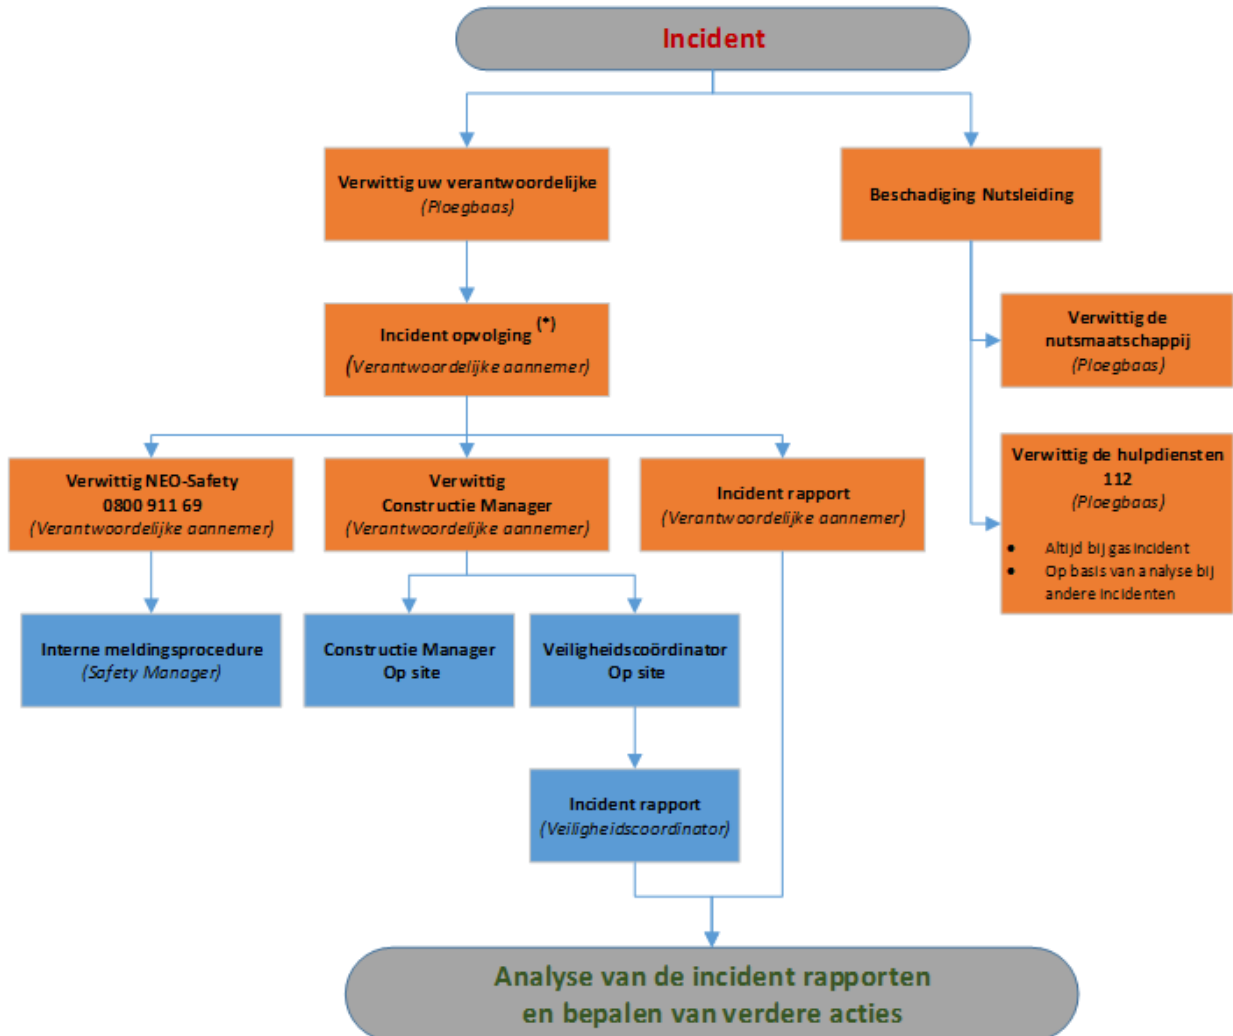 Incident
Verwittig uw verantwoordelijke
(Ploegbaas)
Beschadiging Nutsleiding
Incident opvolging (*)
(Verantwoordelijke aannemer)
Verwittig de
nutsmaatschappij
(Ploegbaas)
Verwittig de hulpdiensten
112
(Ploegbaas)
• Altijd bij gasincident
• Op basis van analyse bij
andere incidenten
Verwittig NEO-Safety
0800 911 69
(Verantwoordelijke aannemer)
Verwittig
Constructie Manager
(Verantwoordelijke aannemer)
Incident rapport
(Verantwoordelijke aannemer)
Interne meldingsprocedure
(Safety Manager)
Constructie Manager
Op site
Veiligheidscoördinator
Op site
Incident rapport
(Veiligheidscoordinator)
Analyse van de incident rapporten
en bepalen van verdere acties